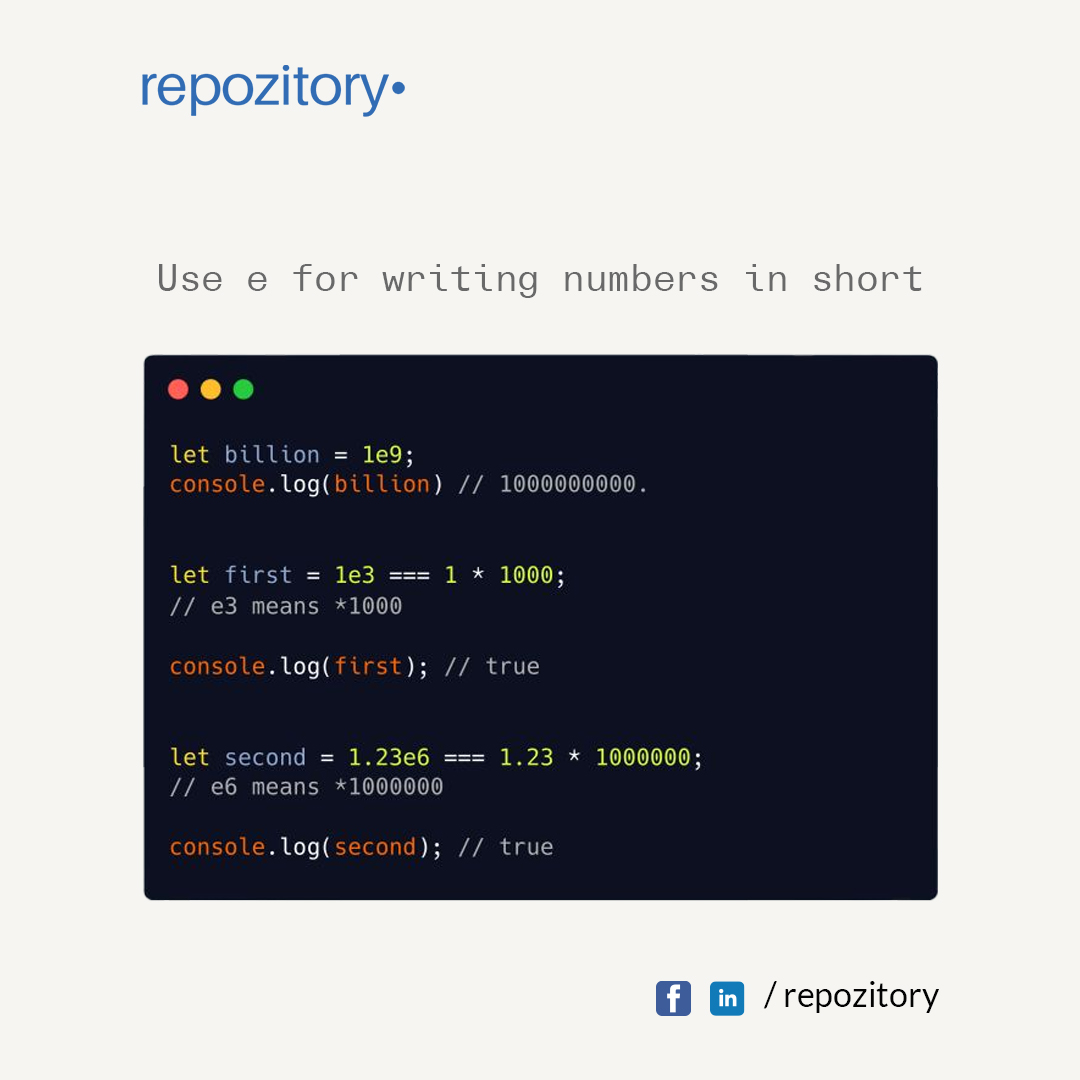 repozitory•
Use e for writing numbers in short
let billion = 1e9;
console.log(billion) // 1000000000.
let first = 1e3 === 1 * 1000;
// e3 means *1000
console.log(first); // true
let second = 1.23e6 === 1.23 * 1000000;
// e6 means *1000000
console.log(second); // true
f in / repozitory